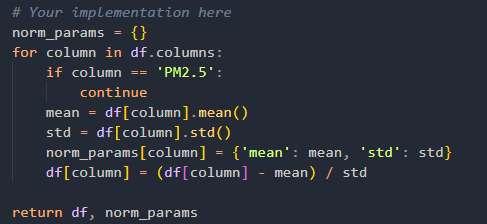 # Your implementation here
norm_params = {}
for column in df.columns:
    if column == 'PM2.5':
        continue
    mean = df[column].mean()
    std = df[column].std()
    norm_params[column] = {'mean': mean, 'std': std}
    df[column] = (df[column] - mean) / std

return df, norm_params